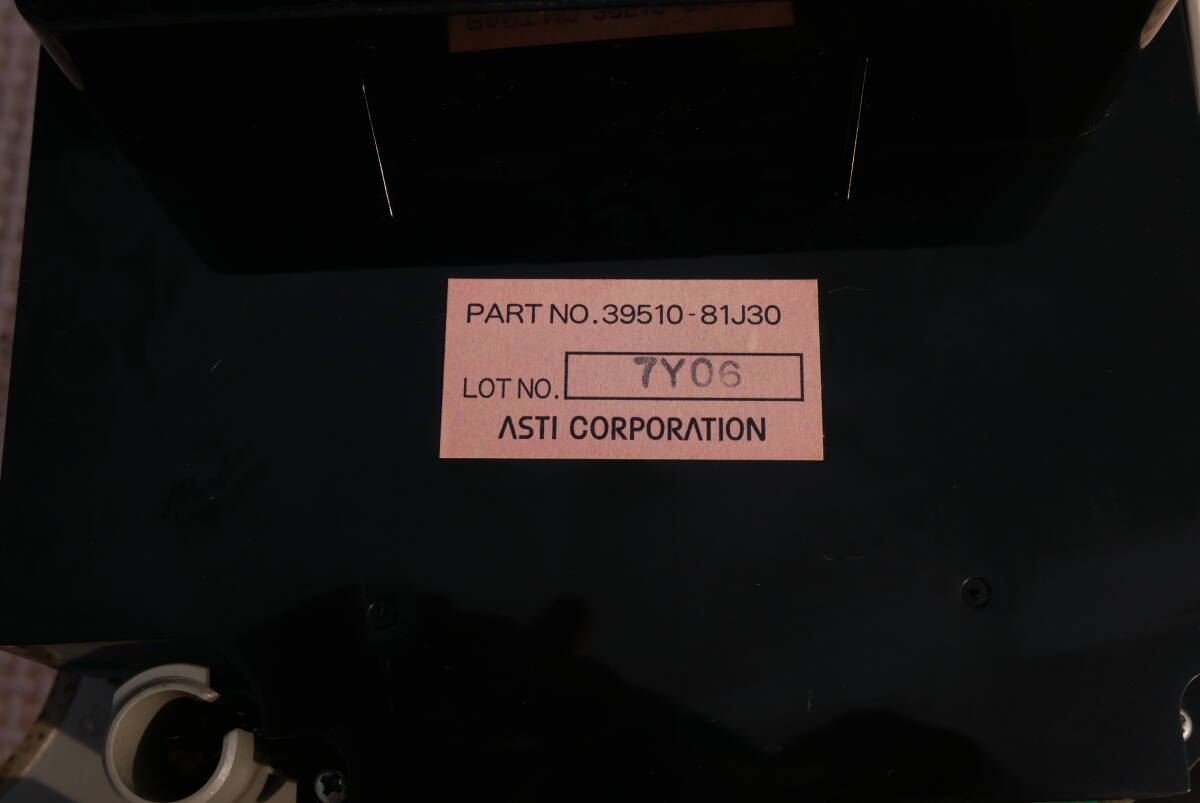 PART NO. 39510-81J30
LOT NO. 7Y06
ASTI CORPORATION